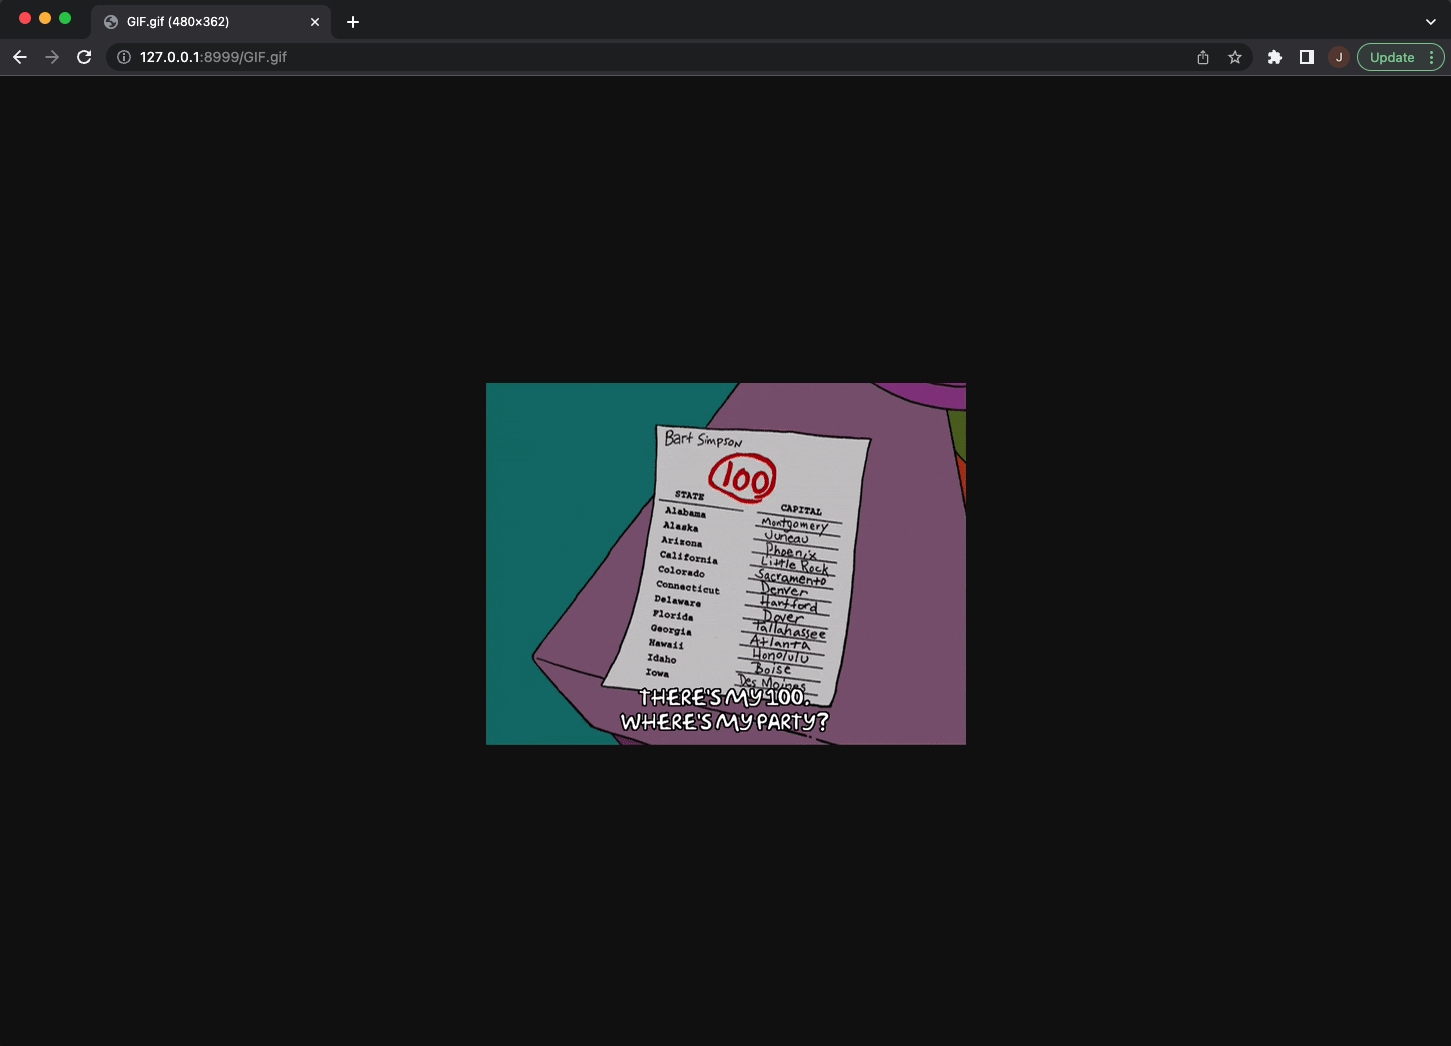 GIF.gif (480×362)
127.0.0.1:8999/GIF.gif
J
Update
Bart Simpson
100
STATE CAPITAL
Alabama Montgomery
Alaska Juneau
Arizona Phoenix
California Little Rock
Colorado Sacramento
Connecticut Denver
Delaware Hartford
Florida Dover
Georgia Tallahassee
Hawaii Atlanta
Idaho Honolulu
Iowa Boise
Des Moines
THERE'S MY 100.
WHERE'S MY PARTY?